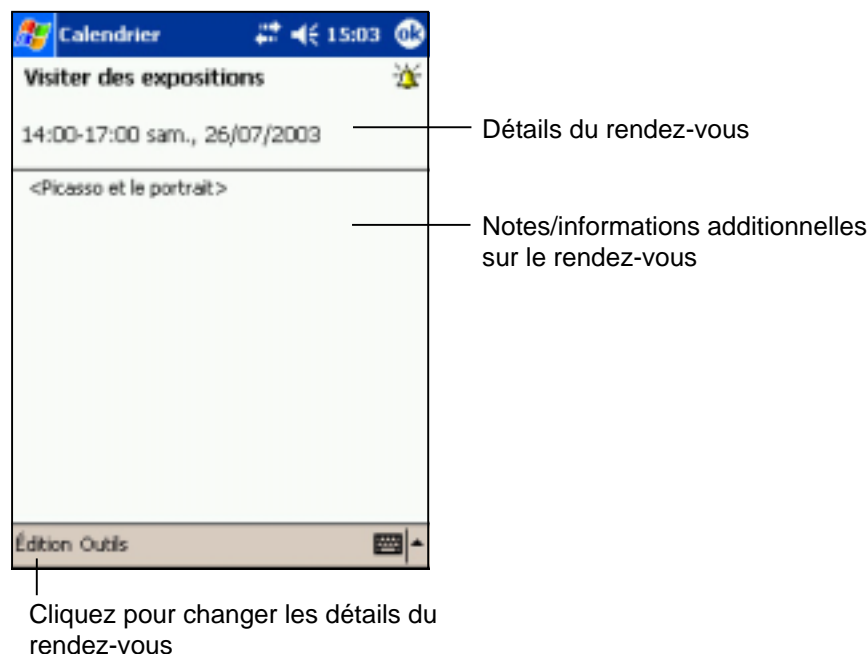 Calendrier 15:03 ok
Visiter des expositions
14:00-17:00 sam., 26/07/2003
Détails du rendez-vous
<Picasso et le portrait>
Notes/informations additionnelles
sur le rendez-vous
Édition Outils
Cliquez pour changer les détails du
rendez-vous